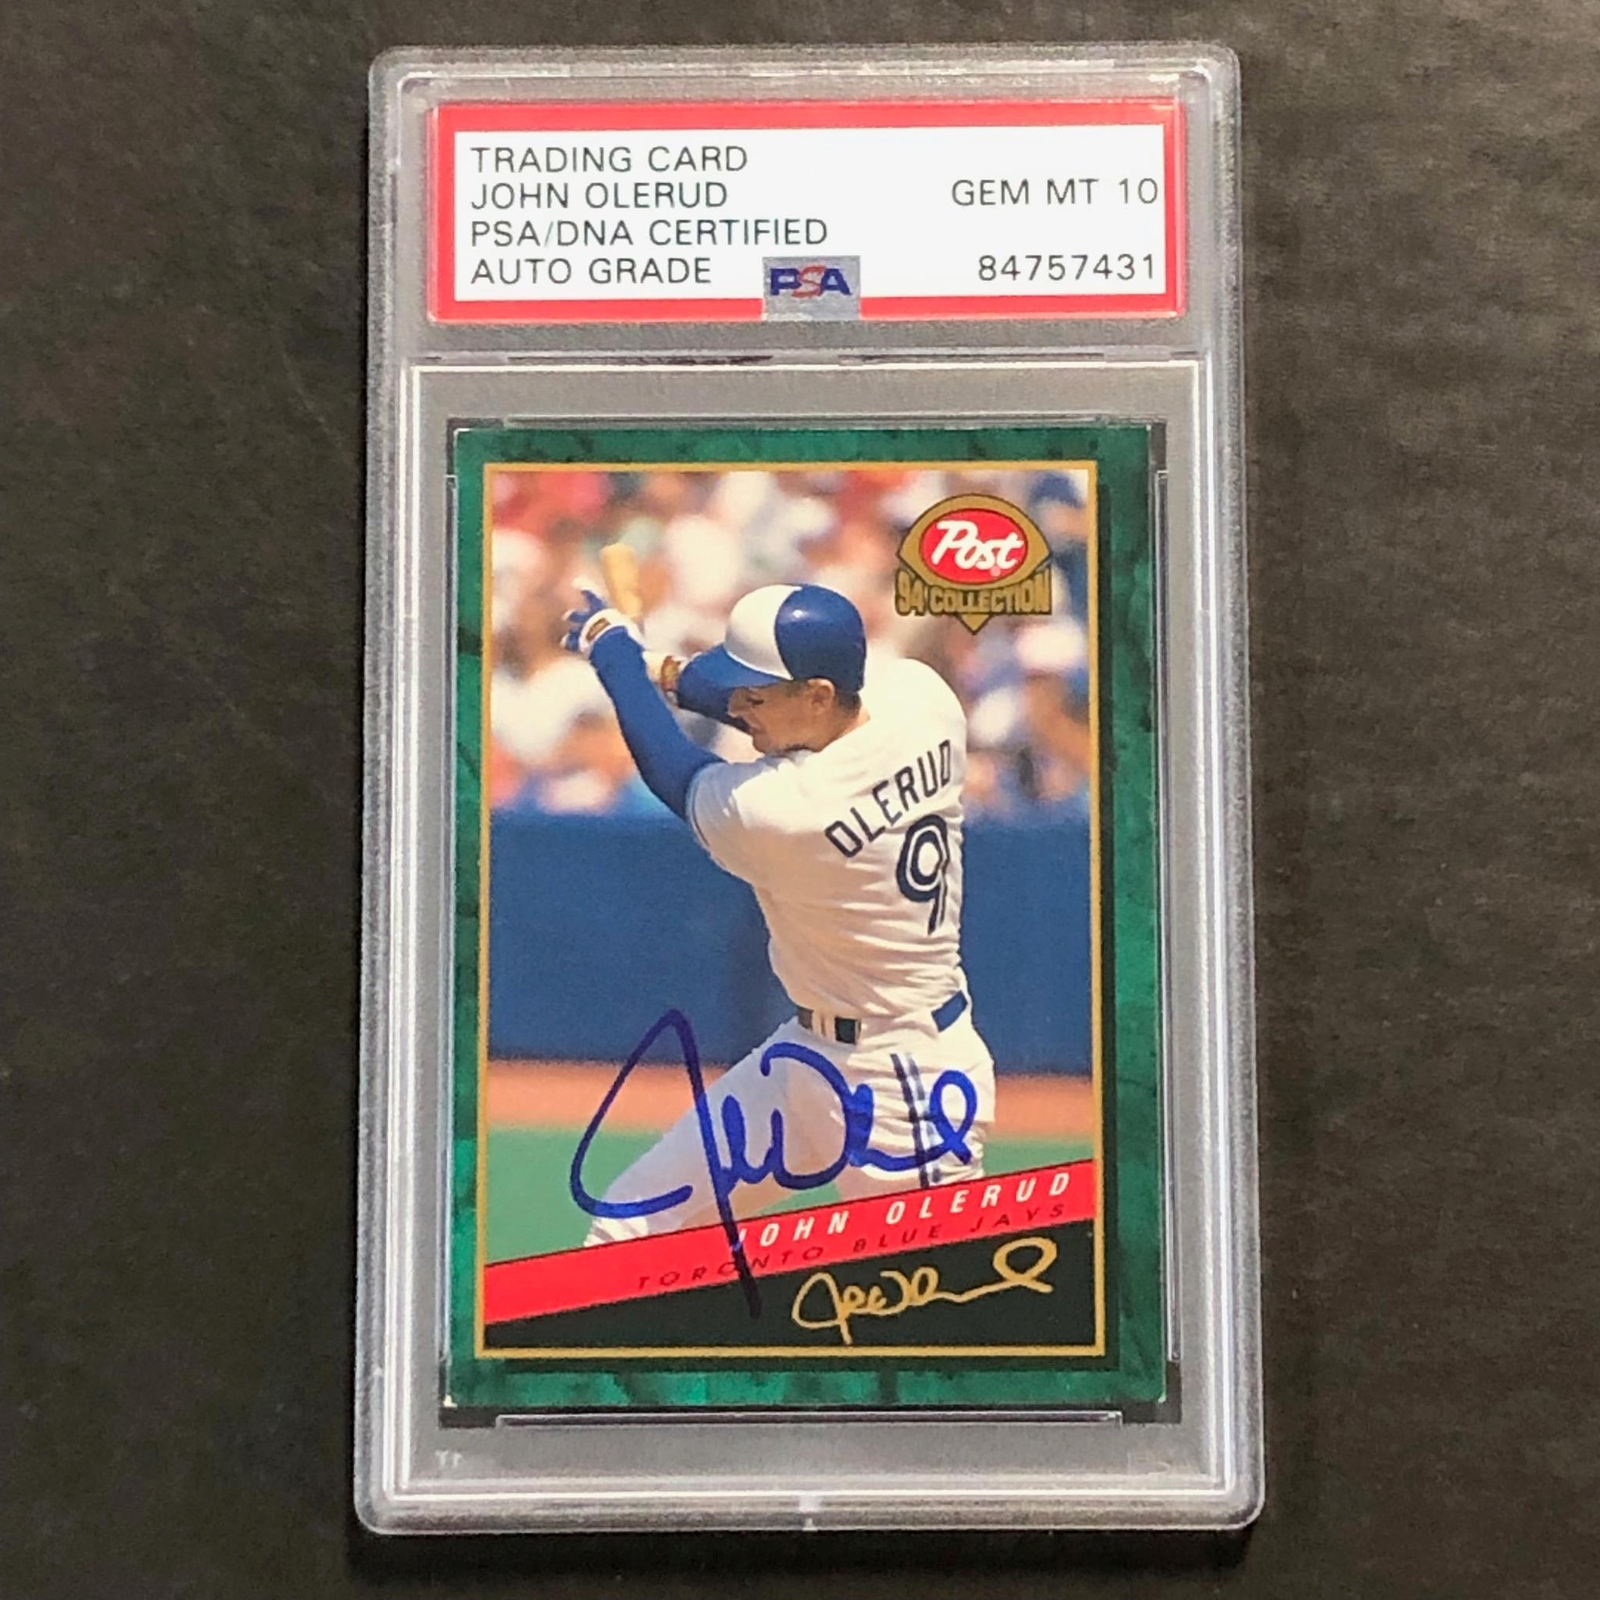 TRADING CARD
JOHN OLERUD
GEM MT 10
PSA/DNA CERTIFIED
AUTO GRADE
PSA
84757431
Post
94 COLLECTION
OLERUD
9
JOHN OLERUD
TORONTO BLUE JAYS